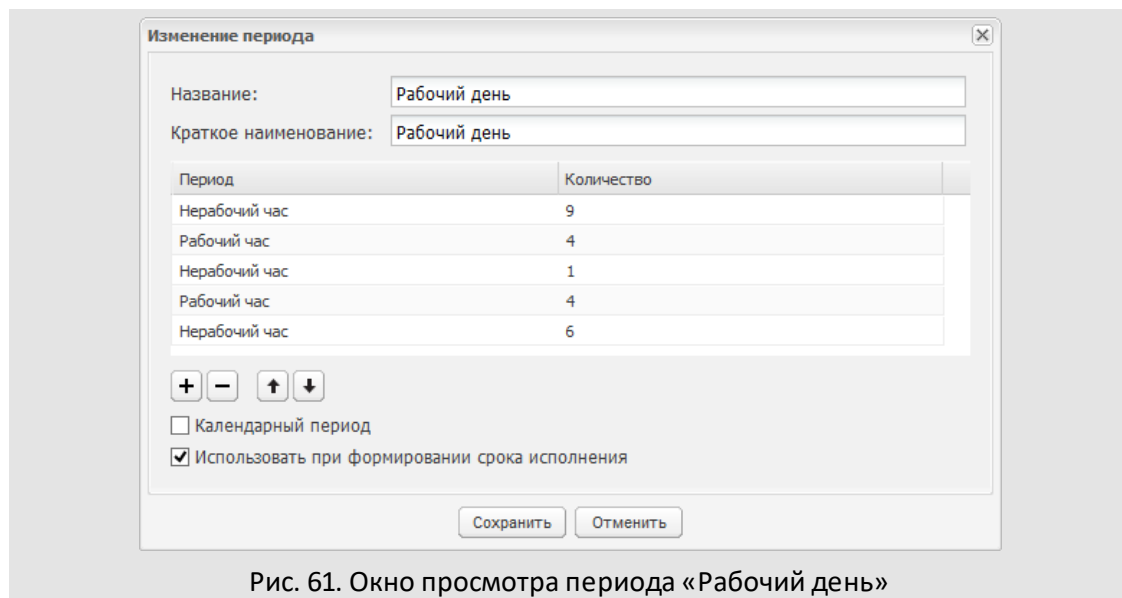 Изменение периода
Название: Рабочий день
Краткое наименование: Рабочий день
Период Количество
Нерабочий час 9
Рабочий час 4
Нерабочий час 1
Рабочий час 4
Нерабочий час 6
Календарный период
Использовать при формировании срока исполнения
Сохранить Отменить
Рис. 61. Окно просмотра периода «Рабочий день»